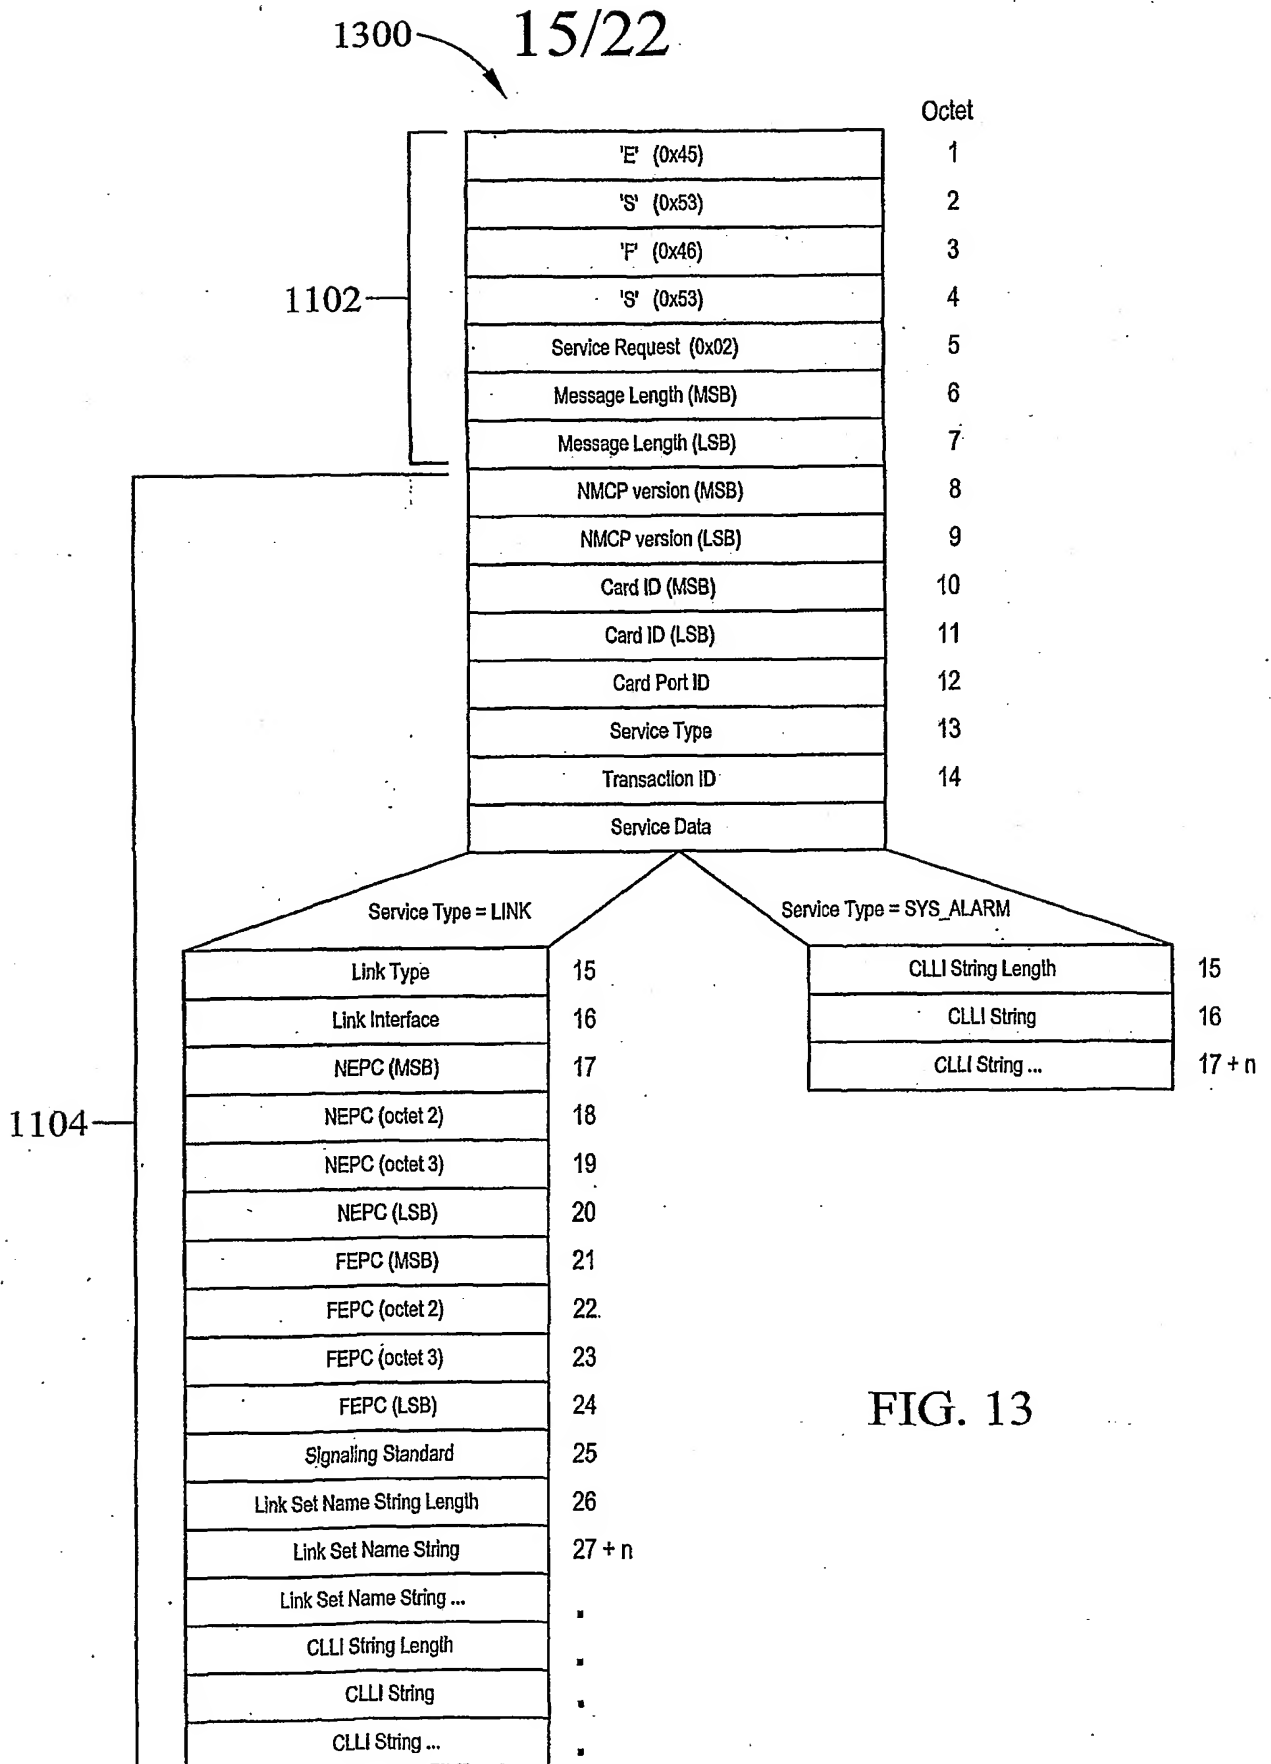 15/22
1300
Octet
'E' (0x45) 1
'S' (0x53) 2
'F' (0x46) 3
'S' (0x53) 4
1102
Service Request (0x02) 5
Message Length (MSB) 6
Message Length (LSB) 7
NMCP version (MSB) 8
NMCP version (LSB) 9
Card ID (MSB) 10
Card ID (LSB) 11
Card Port ID 12
Service Type 13
Transaction ID 14
Service Data
Service Type = LINK
Service Type = SYS_ALARM
Link Type 15
Link Interface 16
NEPC (MSB) 17
NEPC (octet 2) 18
NEPC (octet 3) 19
NEPC (LSB) 20
FEPC (MSB) 21
FEPC (octet 2) 22
FEPC (octet 3) 23
FEPC (LSB) 24
Signaling Standard 25
Link Set Name String Length 26
Link Set Name String 27 + n
Link Set Name String ...
CLLI String Length
CLLI String
CLLI String ...
1104
CLLI String Length 15
CLLI String 16
CLLI String ... 17 + n
FIG. 13